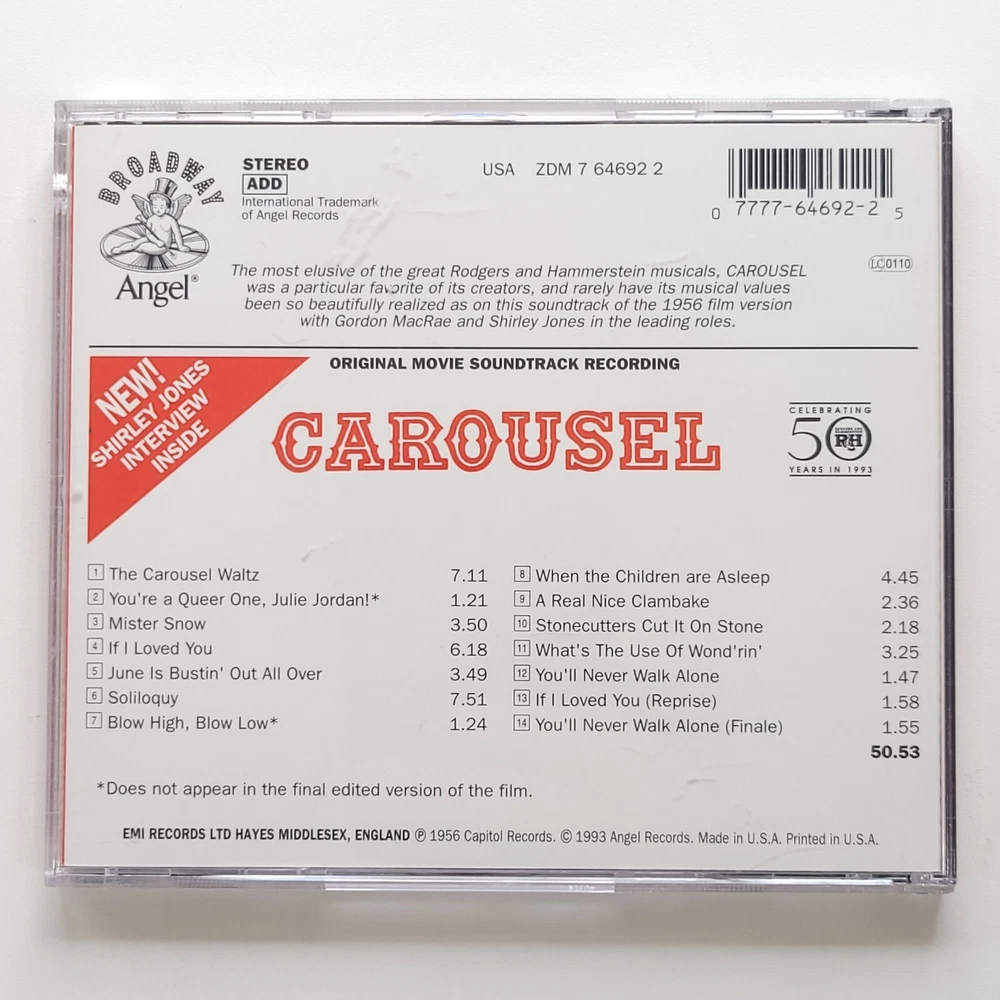 BROADWAY
Angel®
STEREO
ADD
International Trademark
of Angel Records
USA ZDM 7 64692 2
0 7777-64692-2 5
LC0110
The most elusive of the great Rodgers and Hammerstein musicals, CAROUSEL
was a particular favorite of its creators, and rarely have its musical values
been so beautifully realized as on this soundtrack of the 1956 film version
with Gordon MacRae and Shirley Jones in the leading roles.
NEW!
SHIRLEY JONES
INTERVIEW
INSIDE
ORIGINAL MOVIE SOUNDTRACK RECORDING
CAROUSEL
CELEBRATING
50 R&H
YEARS IN 1993
1 The Carousel Waltz 7.11
2 You're a Queer One, Julie Jordan!* 1.21
3 Mister Snow 3.50
4 If I Loved You 6.18
5 June Is Bustin' Out All Over 3.49
6 Soliloquy 7.51
7 Blow High, Blow Low* 1.24
8 When the Children are Asleep 4.45
9 A Real Nice Clambake 2.36
10 Stonecutters Cut It On Stone 2.18
11 What's The Use Of Wond'rin' 3.25
12 You'll Never Walk Alone 1.47
13 If I Loved You (Reprise) 1.58
14 You'll Never Walk Alone (Finale) 1.55
50.53
*Does not appear in the final edited version of the film.
EMI RECORDS LTD HAYES MIDDLESEX, ENGLAND ℗ 1956 Capitol Records. © 1993 Angel Records. Made in U.S.A. Printed in U.S.A.